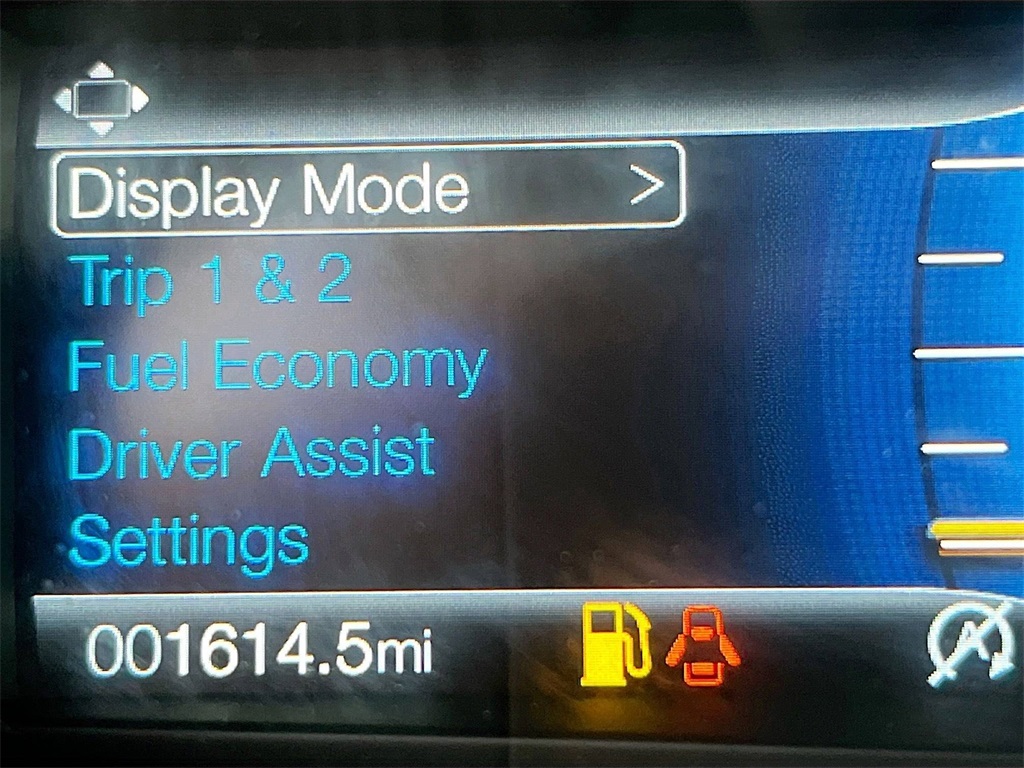 Display Mode >
Trip 1 & 2
Fuel Economy
Driver Assist
Settings
001614.5mi
A